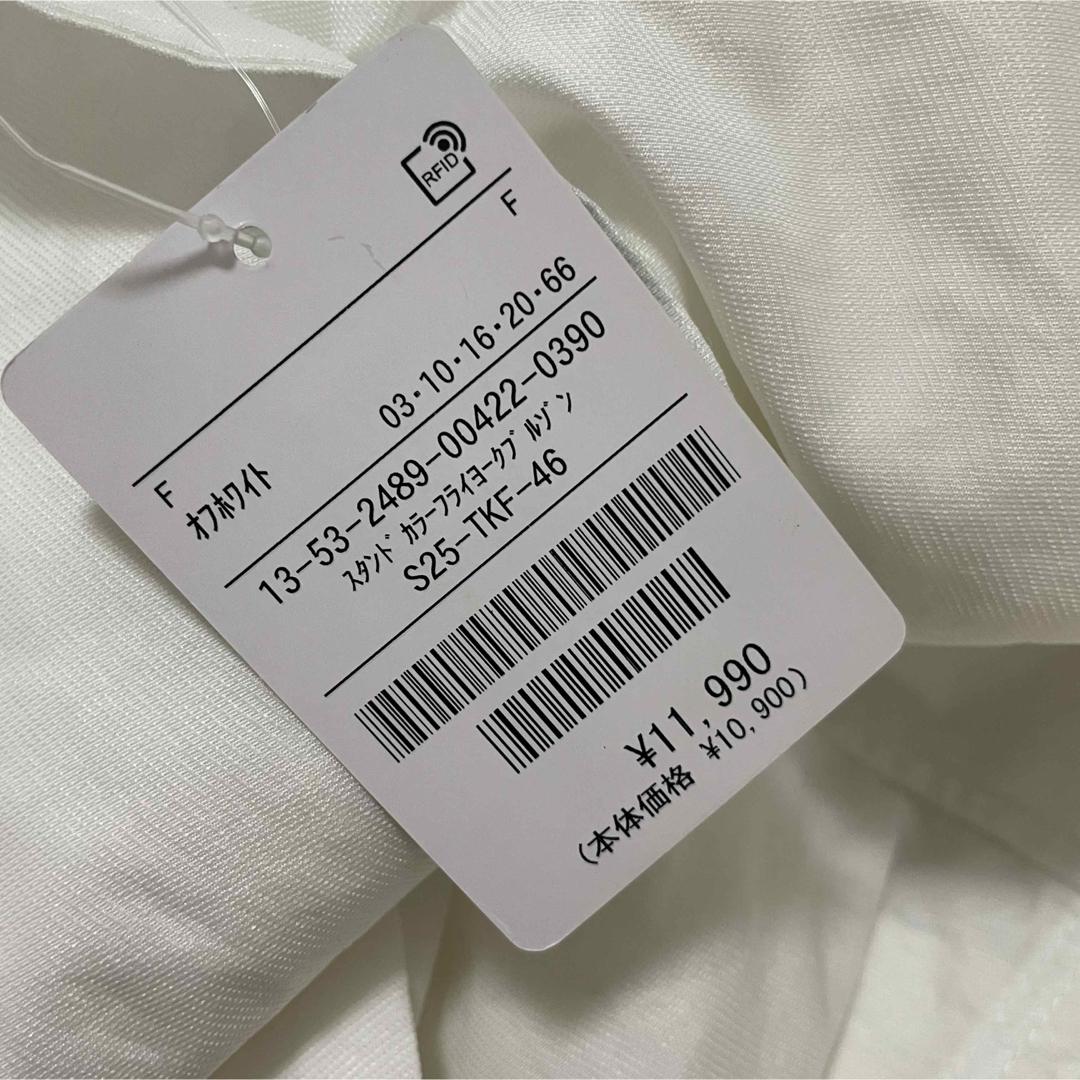 RFID
F
F
オフホワイト
03・10・16・20・66
13-53-2489-00422-0390
スタンドカラーフライヨークブルゾン
S25-TKF-46
¥11,990
(本体価格 ¥10,900)